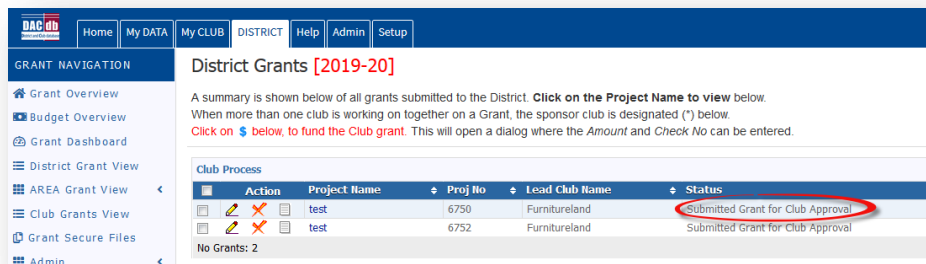 DACdb
Home My DATA My CLUB DISTRICT Help Admin Setup
GRANT NAVIGATION
Grant Overview
Budget Overview
Grant Dashboard
District Grant View
AREA Grant View
Club Grants View
Grant Secure Files
Admin
District Grants [2019-20]
A summary is shown below of all grants submitted to the District. Click on the Project Name to view below.
When more than one club is working on together on a Grant, the sponsor club is designated (*) below.
Click on $ below, to fund the Club grant. This will open a dialog where the Amount and Check No can be entered.
Club Process
Action Project Name Proj No Lead Club Name Status
test 6750 Furnitureland Submitted Grant for Club Approval
test 6752 Furnitureland Submitted Grant for Club Approval
No Grants: 2